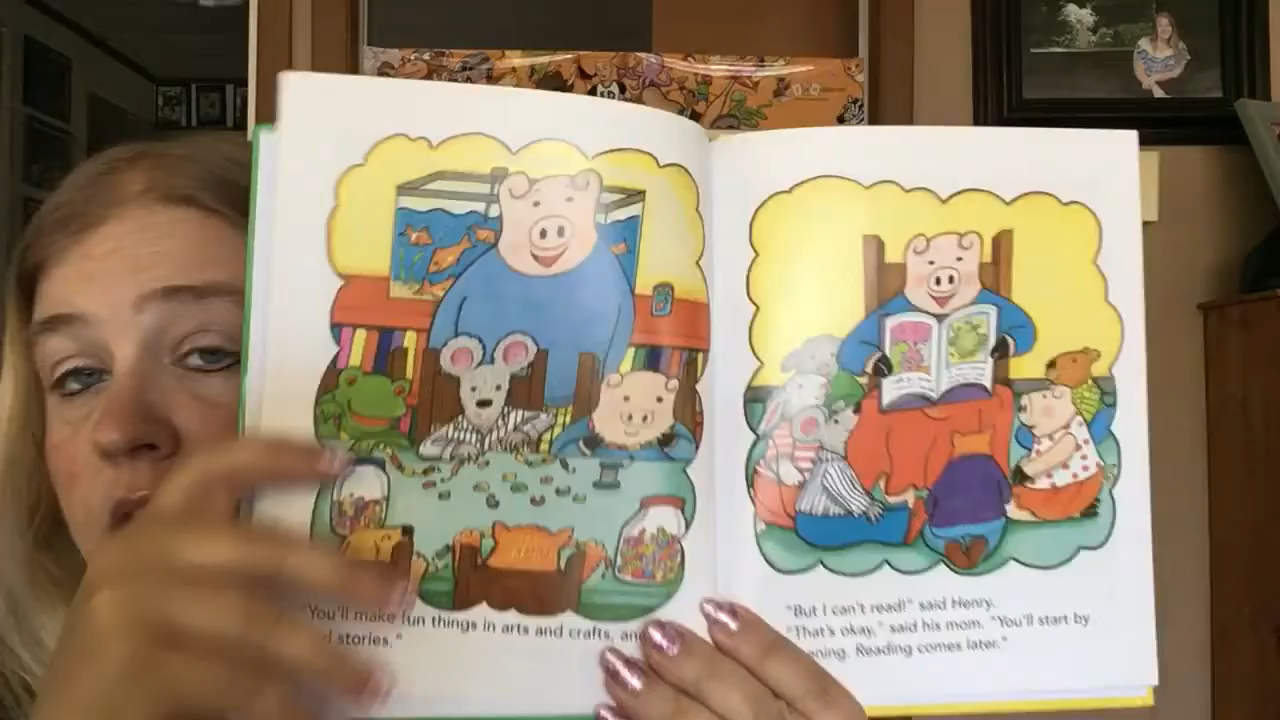 "You'll make fun things in arts and crafts, an
stories."
"But I can't read!" said Henry.
"That's okay," said his mom. "You'll start by
Reading comes later."